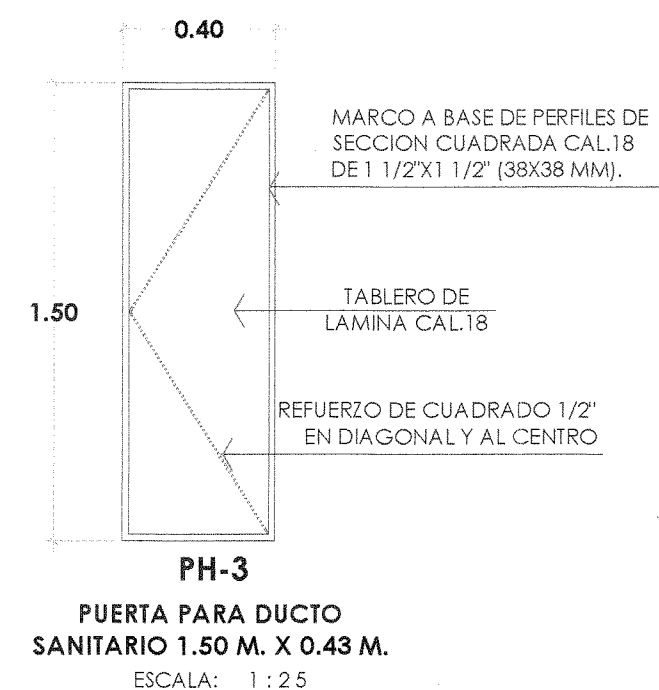 0.40
MARCO A BASE DE PERFILES DE
SECCION CUADRADA CAL.18
DE 1 1/2"X1 1/2" (38X38 MM).
1.50
TABLERO DE
LAMINA CAL.18
REFUERZO DE CUADRADO 1/2"
EN DIAGONAL Y AL CENTRO
PH-3
PUERTA PARA DUCTO
SANITARIO 1.50 M. X 0.43 M.
ESCALA: 1:25